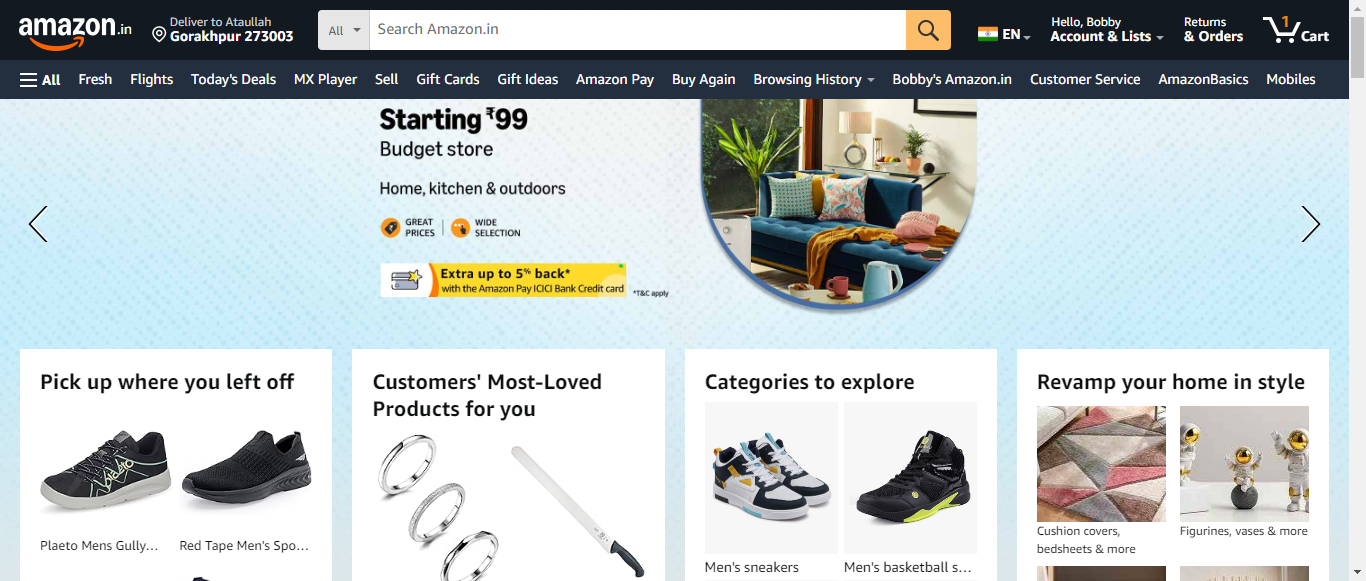 amazon.in
Deliver to Ataullah
Gorakhpur 273003
All
Search Amazon.in
EN
Hello, Bobby
Account & Lists
Returns
& Orders
1
Cart
All
Fresh
Flights
Today's Deals
MX Player
Sell
Gift Cards
Gift Ideas
Amazon Pay
Buy Again
Browsing History
Bobby's Amazon.in
Customer Service
AmazonBasics
Mobiles
Starting ₹99
Budget store
Home, kitchen & outdoors
GREAT
PRICES
WIDE
SELECTION
Extra up to 5% back*
with the Amazon Pay ICICI Bank Credit card
*T&C apply
Pick up where you left off
Plaeto Mens Gully…
Red Tape Men's Spo…
Customers' Most-Loved
Products for you
Categories to explore
Men's sneakers
Men's basketball s…
Revamp your home in style
Cushion covers,
bedsheets & more
Figurines, vases & more